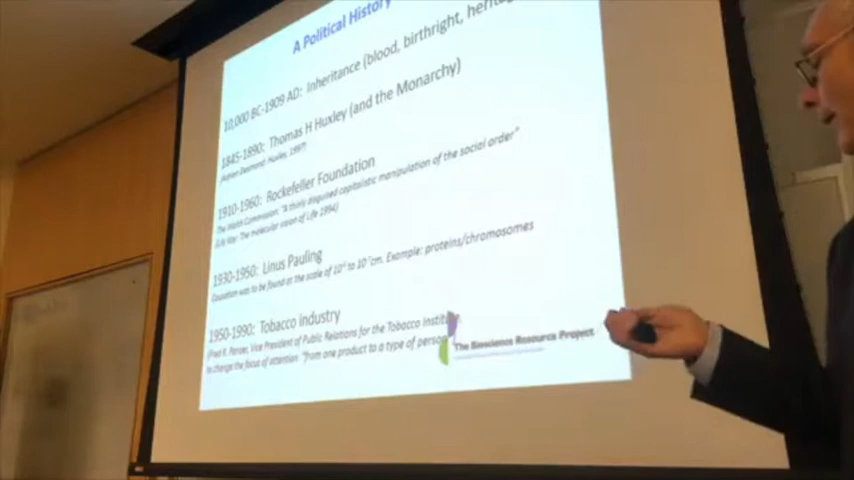 A Political History
10,000 BC-1909 AD: Inheritance (blood, birthright, heritage
1845-1890: Thomas H Huxley (and the Monarchy)
(Adrian Desmond: Huxley, 1997)
1910-1960: Rockefeller Foundation
The Walsh Commission: "A thinly disguised capitalistic manipulation of the social order"
(Lily Kay: The molecular vision of Life 1994)
1930-1950: Linus Pauling
Causation was to be found at the scale of to cm. Example: proteins/chromosomes
1950-1990: Tobacco Industry
(Fred R. Panzer, Vice President of Public Relations for the Tobacco Institute
to change the focus of attention "from one product to a type of person
The Bioscience Resource Project